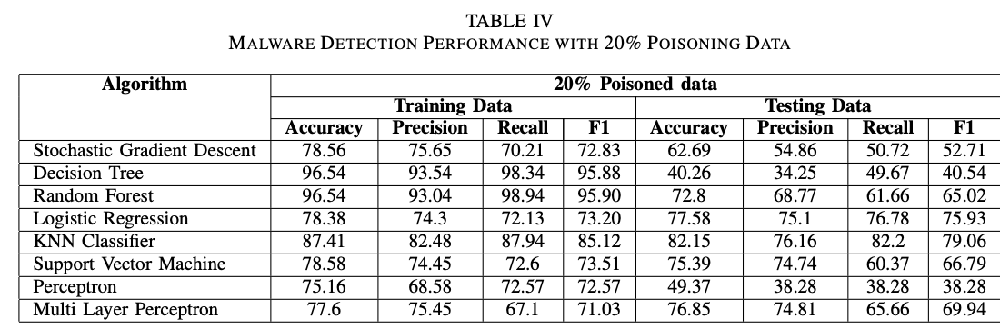 TABLE IV
MALWARE DETECTION PERFORMANCE WITH 20% POISONING DATA
Algorithm 20% Poisoned data
Training Data Testing Data
Accuracy Precision Recall F1 Accuracy Precision Recall F1
Stochastic Gradient Descent 78.56 75.65 70.21 72.83 62.69 54.86 50.72 52.71
Decision Tree 96.54 93.54 98.34 95.88 40.26 34.25 49.67 40.54
Random Forest 96.54 93.04 98.94 95.90 72.8 68.77 61.66 65.02
Logistic Regression 78.38 74.3 72.13 73.20 77.58 75.1 76.78 75.93
KNN Classifier 87.41 82.48 87.94 85.12 82.15 76.16 82.2 79.06
Support Vector Machine 78.58 74.45 72.6 73.51 75.39 74.74 60.37 66.79
Perceptron 75.16 68.58 72.57 72.57 49.37 38.28 38.28 38.28
Multi Layer Perceptron 77.6 75.45 67.1 71.03 76.85 74.81 65.66 69.94